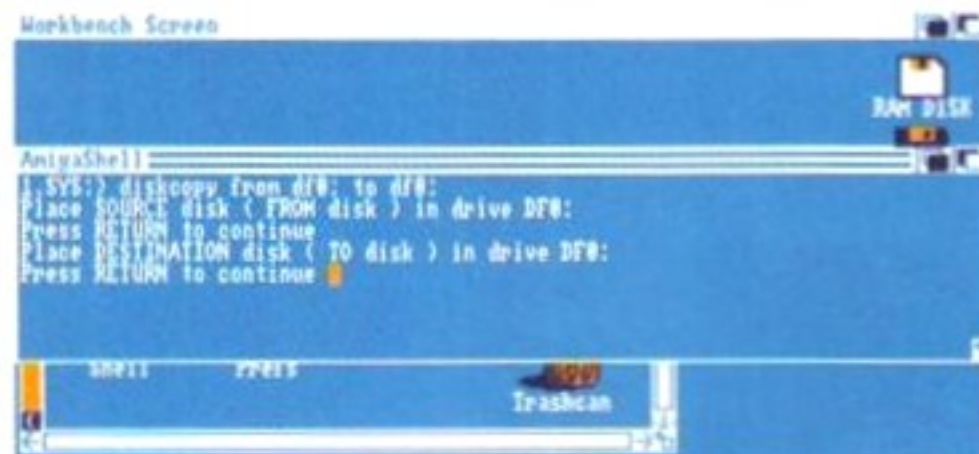 Workbench Screen
RAM DISK
AmigaShell
1.SYS:> diskcopy from df0: to df0:
Place SOURCE disk ( FROM disk ) in drive DF0:
Press RETURN to continue
Place DESTINATION disk ( TO disk ) in drive DF0:
Press RETURN to continue
Shell Prefs
Trashcan